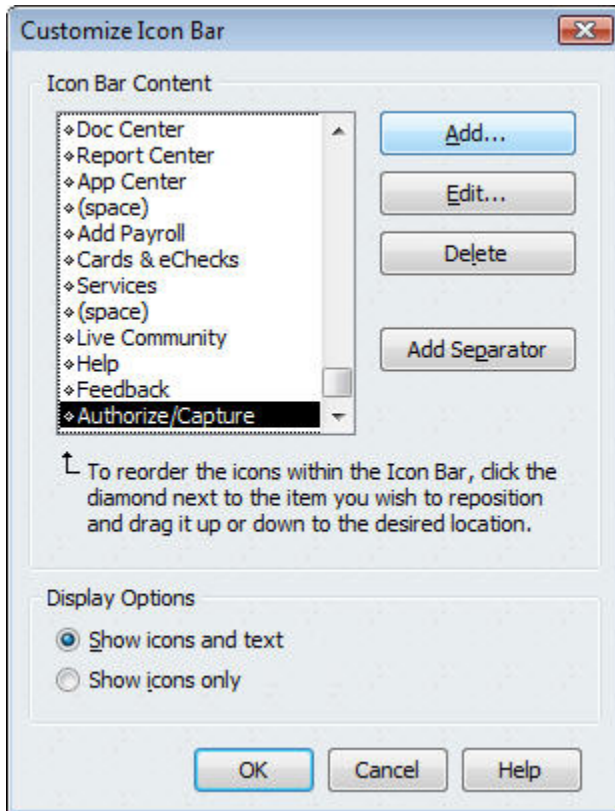 Customize Icon Bar
Icon Bar Content
Doc Center
Report Center
App Center
(space)
Add Payroll
Cards & eChecks
Services
(space)
Live Community
Help
Feedback
Authorize/Capture
Add...
Edit...
Delete
Add Separator
To reorder the icons within the Icon Bar, click the
diamond next to the item you wish to reposition
and drag it up or down to the desired location.
Display Options
Show icons and text
Show icons only
OK
Cancel
Help